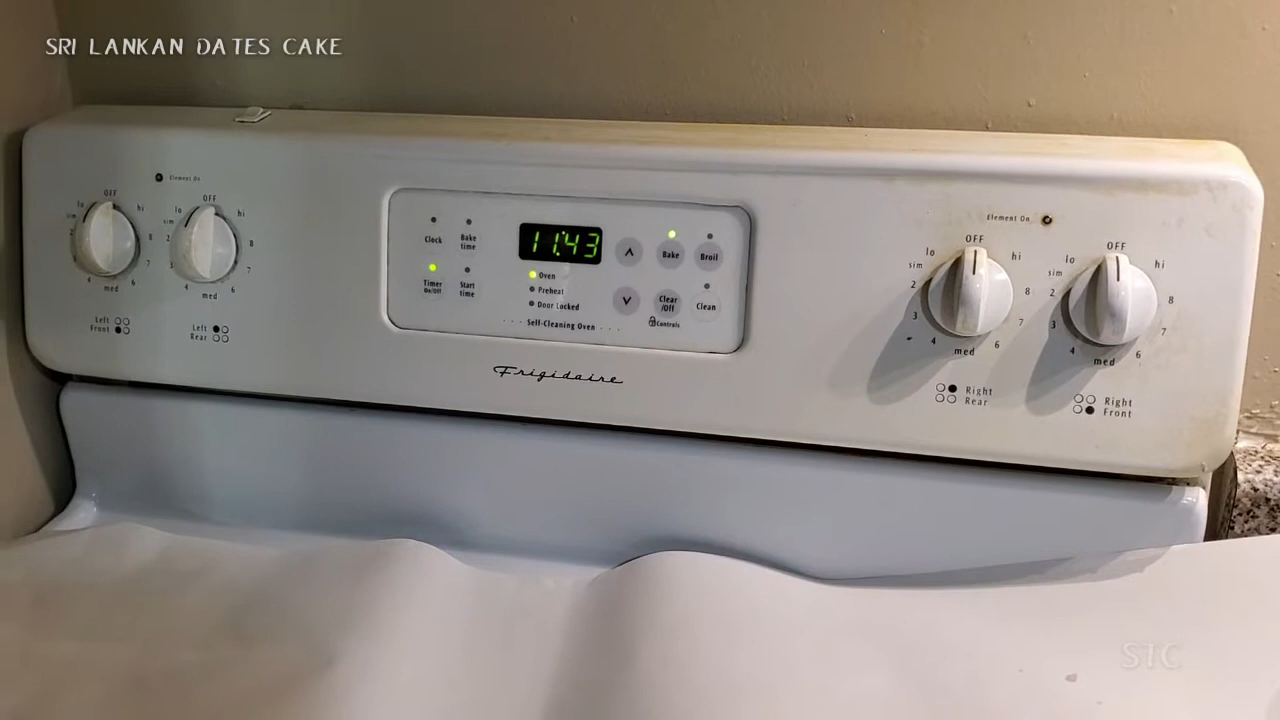 SRI LANKAN DATES CAKE
Element On
OFF
lo
hi
sim
2
8
7
4
6
med
Left
Front
OFF
lo
hi
sim
8
7
4
6
med
Left
Rear
Clock
Bake
time
Timer
On/Off
Start
time
11:43
Oven
Preheat
Door Locked
Self-Cleaning Oven
Bake
Broil
Clear
/Off
Clean
Controls
Frigidaire
Element On
OFF
lo
hi
sim
2
8
3
7
4
6
med
Right
Rear
OFF
lo
hi
sim
2
8
3
7
4
6
med
Right
Front
STC